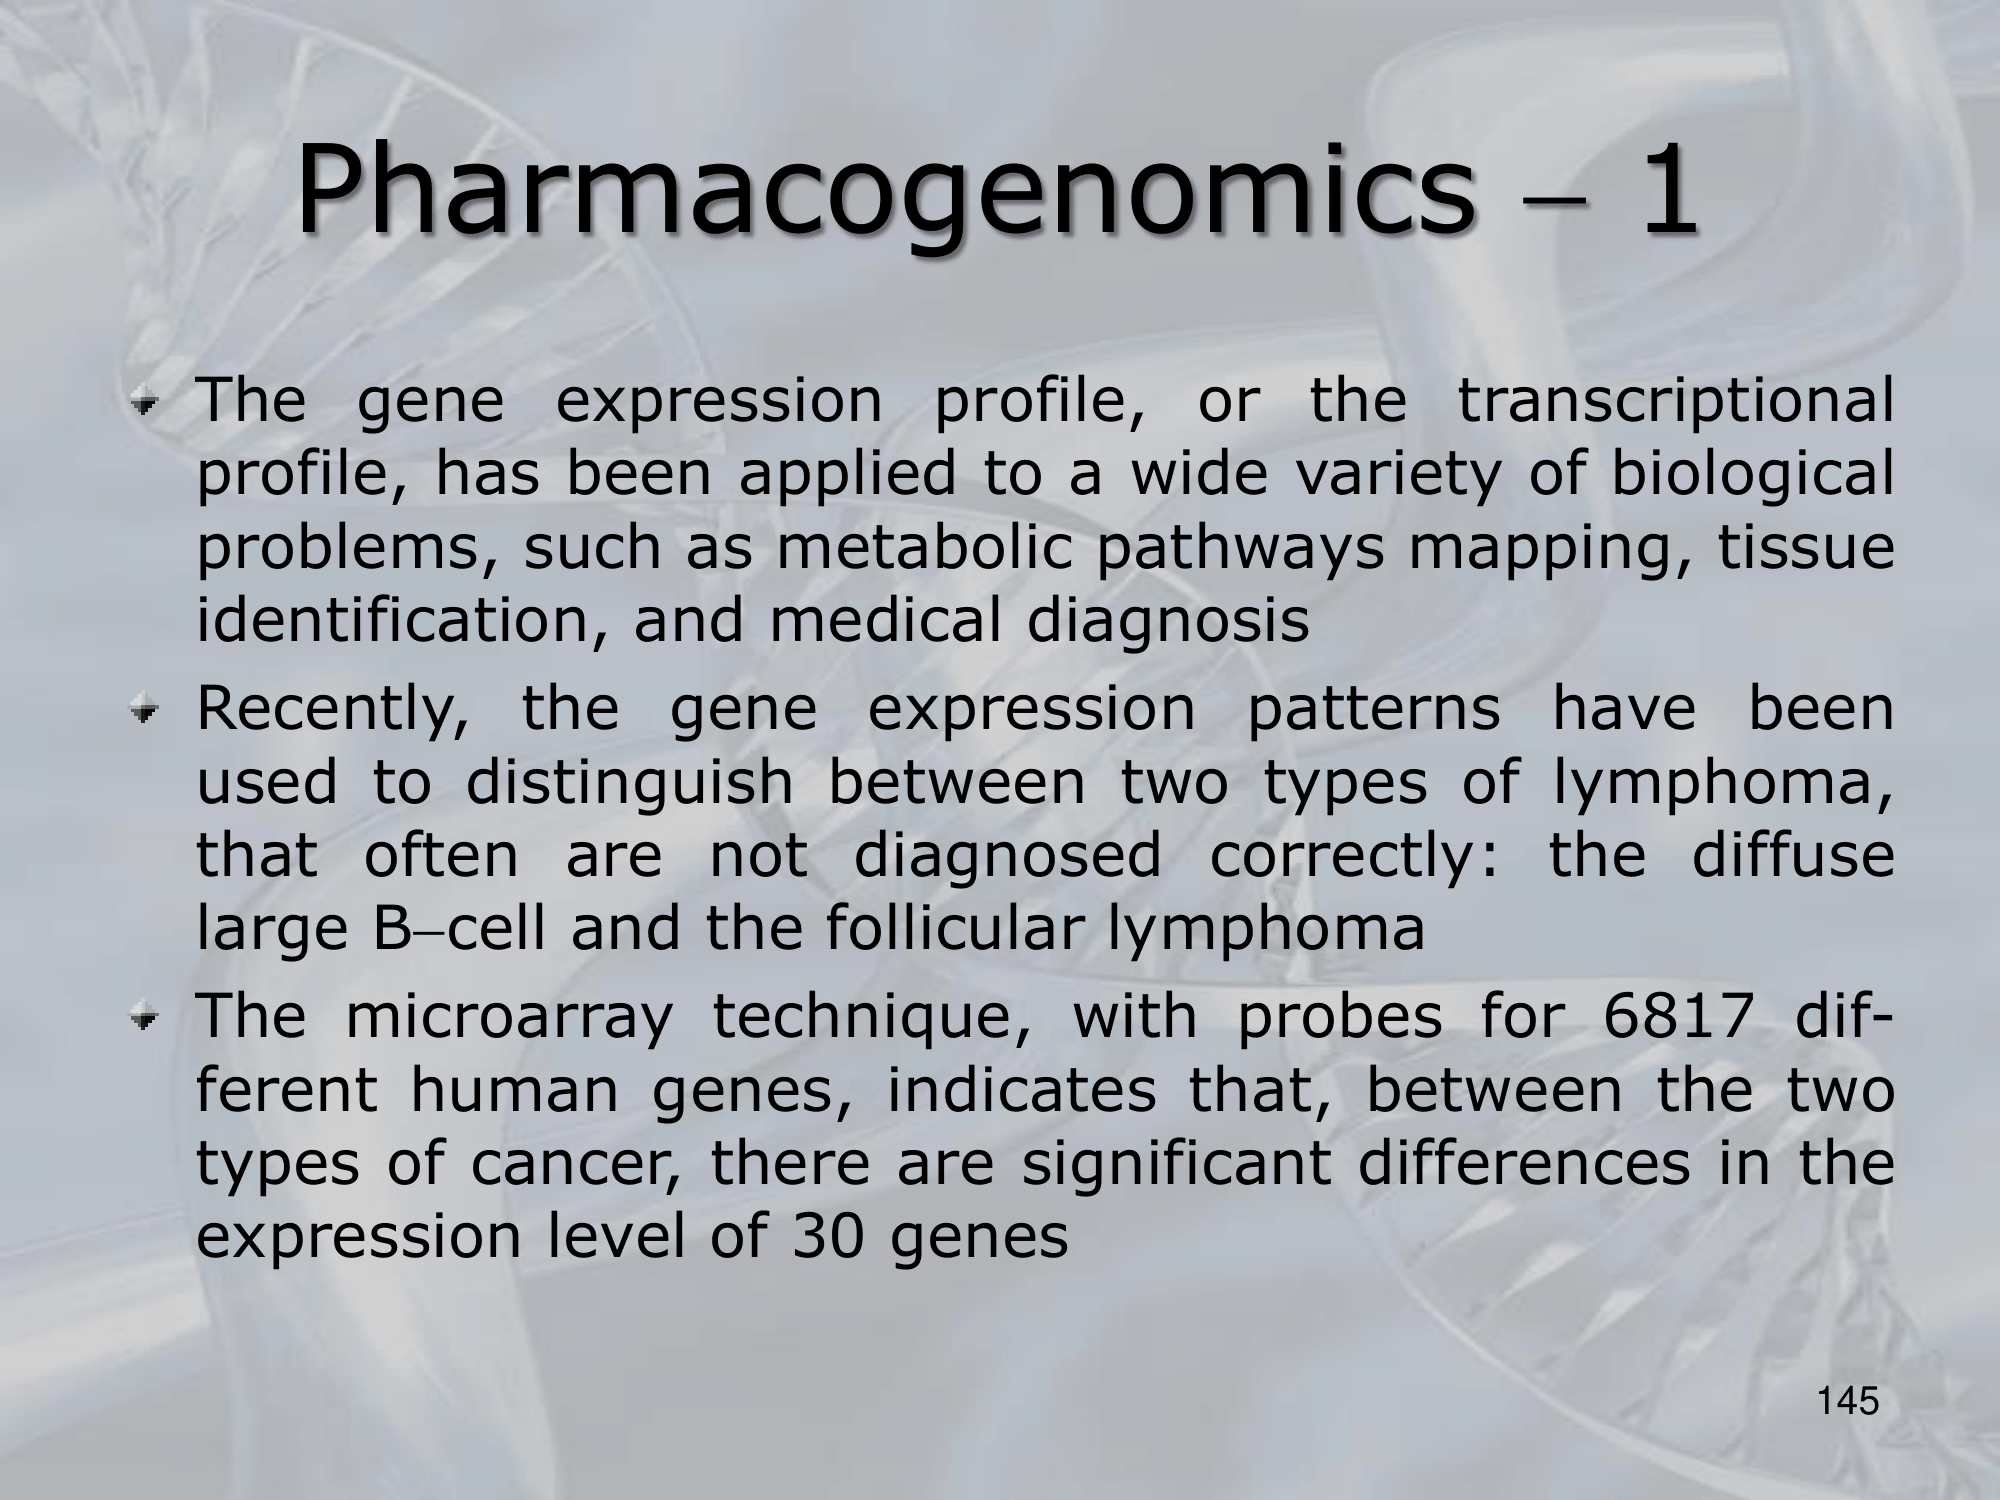 Pharmacogenomics – 1
The gene expression profile, or the transcriptional
profile, has been applied to a wide variety of biological
problems, such as metabolic pathways mapping, tissue
identification, and medical diagnosis
Recently, the gene expression patterns have been
used to distinguish between two types of lymphoma,
that often are not diagnosed correctly: the diffuse
large B–cell and the follicular lymphoma
The microarray technique, with probes for 6817 dif-
ferent human genes, indicates that, between the two
types of cancer, there are significant differences in the
expression level of 30 genes
145